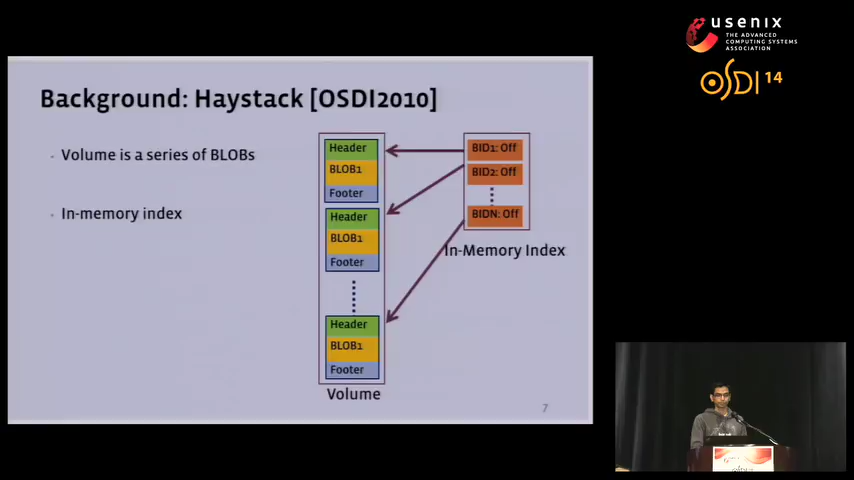 usenix
THE ADVANCED
COMPUTING SYSTEMS
ASSOCIATION
OSDI 14
Background: Haystack [OSDI2010]
Volume is a series of BLOBs
In-memory index
Header
BLOB1
Footer
Header
BLOB1
Footer
Header
BLOB1
Footer
Volume
BID1: Off
BID2: Off
BIDN: Off
In-Memory Index
7